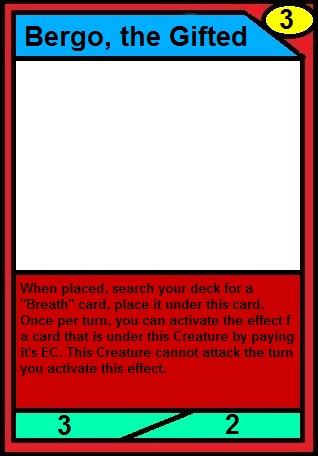 Bergo, the Gifted
3
When placed, search your deck for a
"Breath" card, place it under this card.
Once per turn, you can activate the effect f
a card that is under this Creature by paying
it's EC. This Creature cannot attack the turn
you activate this effect.
3 2